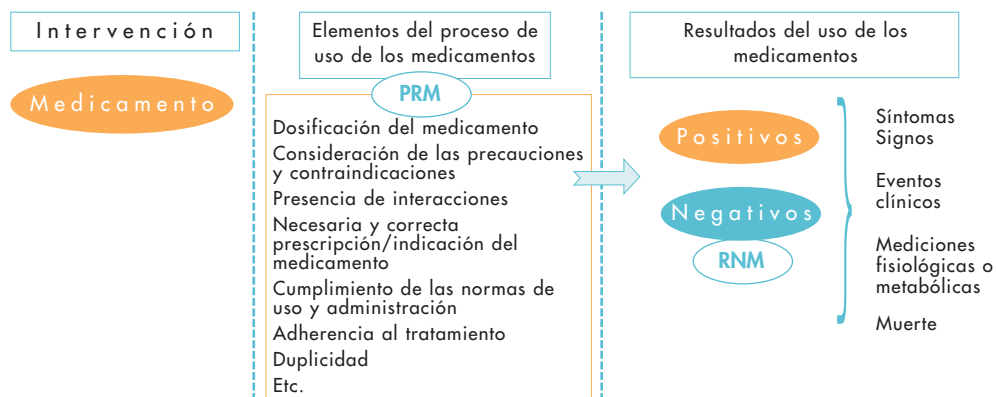 Intervención
Medicamento
Elementos del proceso de
uso de los medicamentos
PRM
Dosificación del medicamento
Consideración de las precauciones
y contraindicaciones
Presencia de interacciones
Necesaria y correcta
prescripción/indicación del
medicamento
Cumplimiento de las normas de
uso y administración
Adherencia al tratamiento
Duplicidad
Etc.
Resultados del uso de los
medicamentos
Positivos
Negativos
RNM
Síntomas
Signos
Eventos
clínicos
Mediciones
fisiológicas o
metabólicas
Muerte